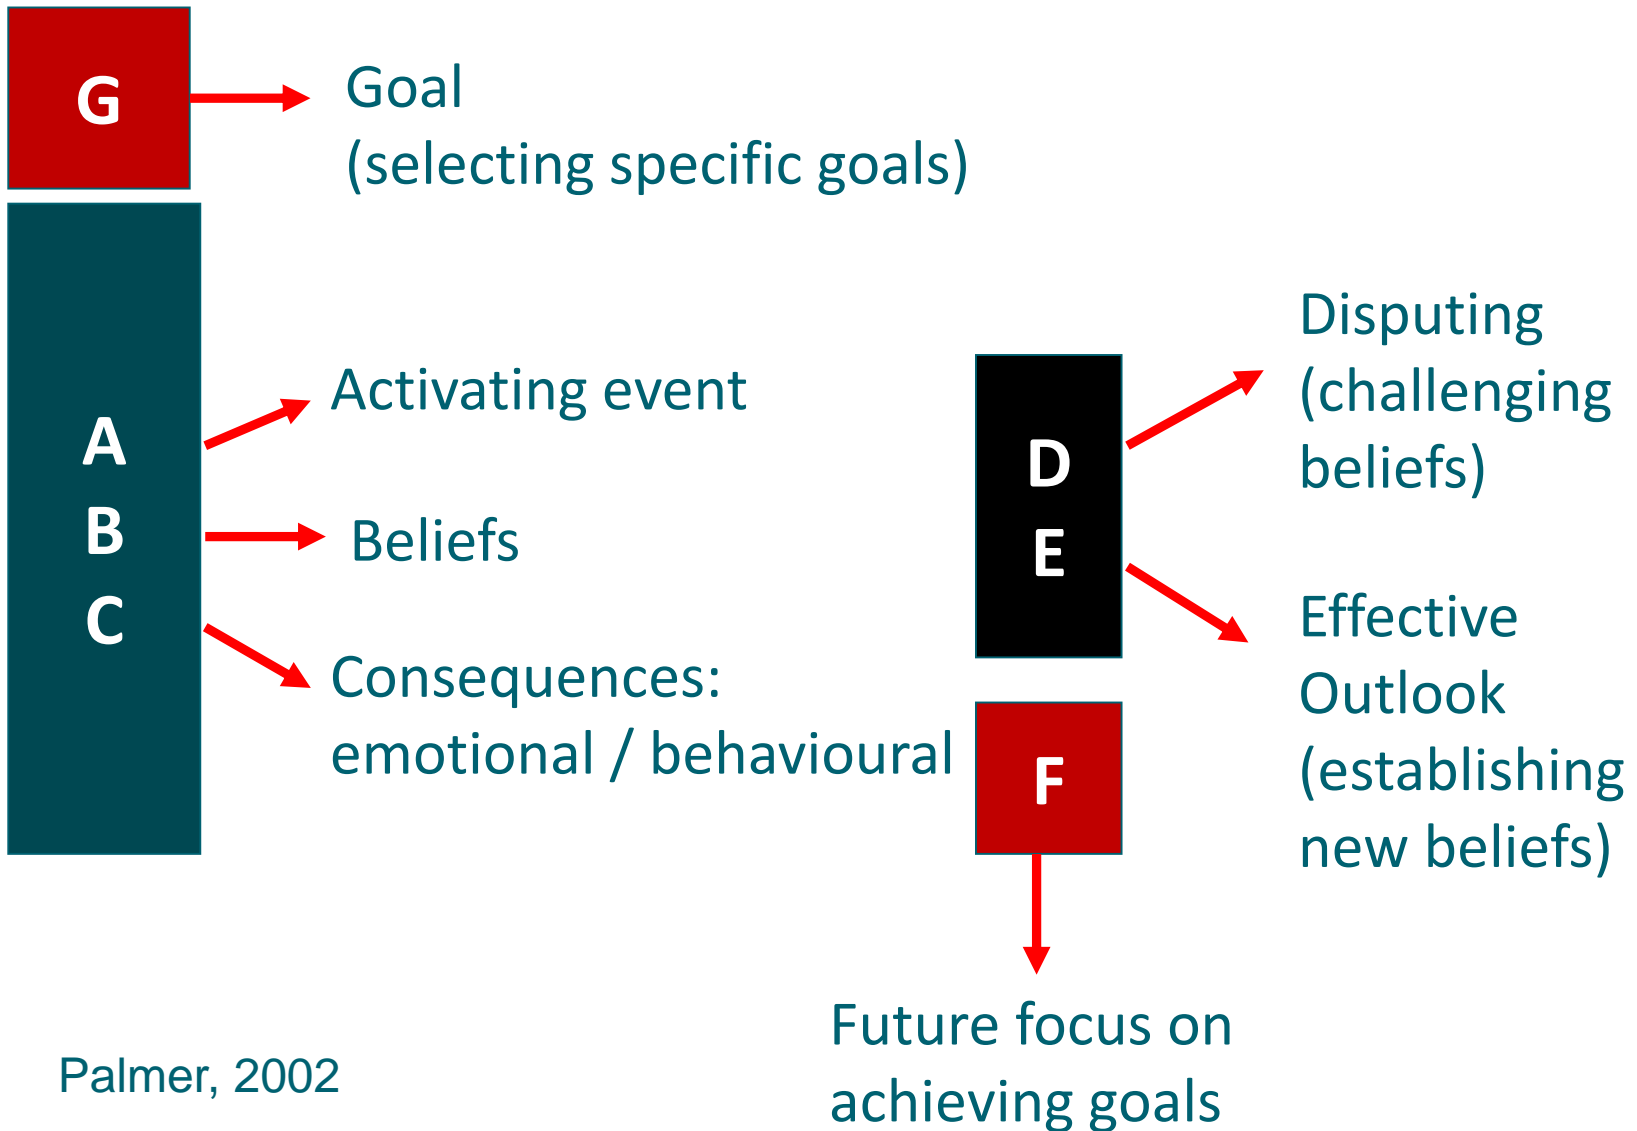 G
Goal
(selecting specific goals)
A
B
C
Activating event
Beliefs
Consequences:
emotional / behavioural
D
E
Disputing
(challenging
beliefs)
Effective
Outlook
(establishing
new beliefs)
F
Future focus on
achieving goals
Palmer, 2002